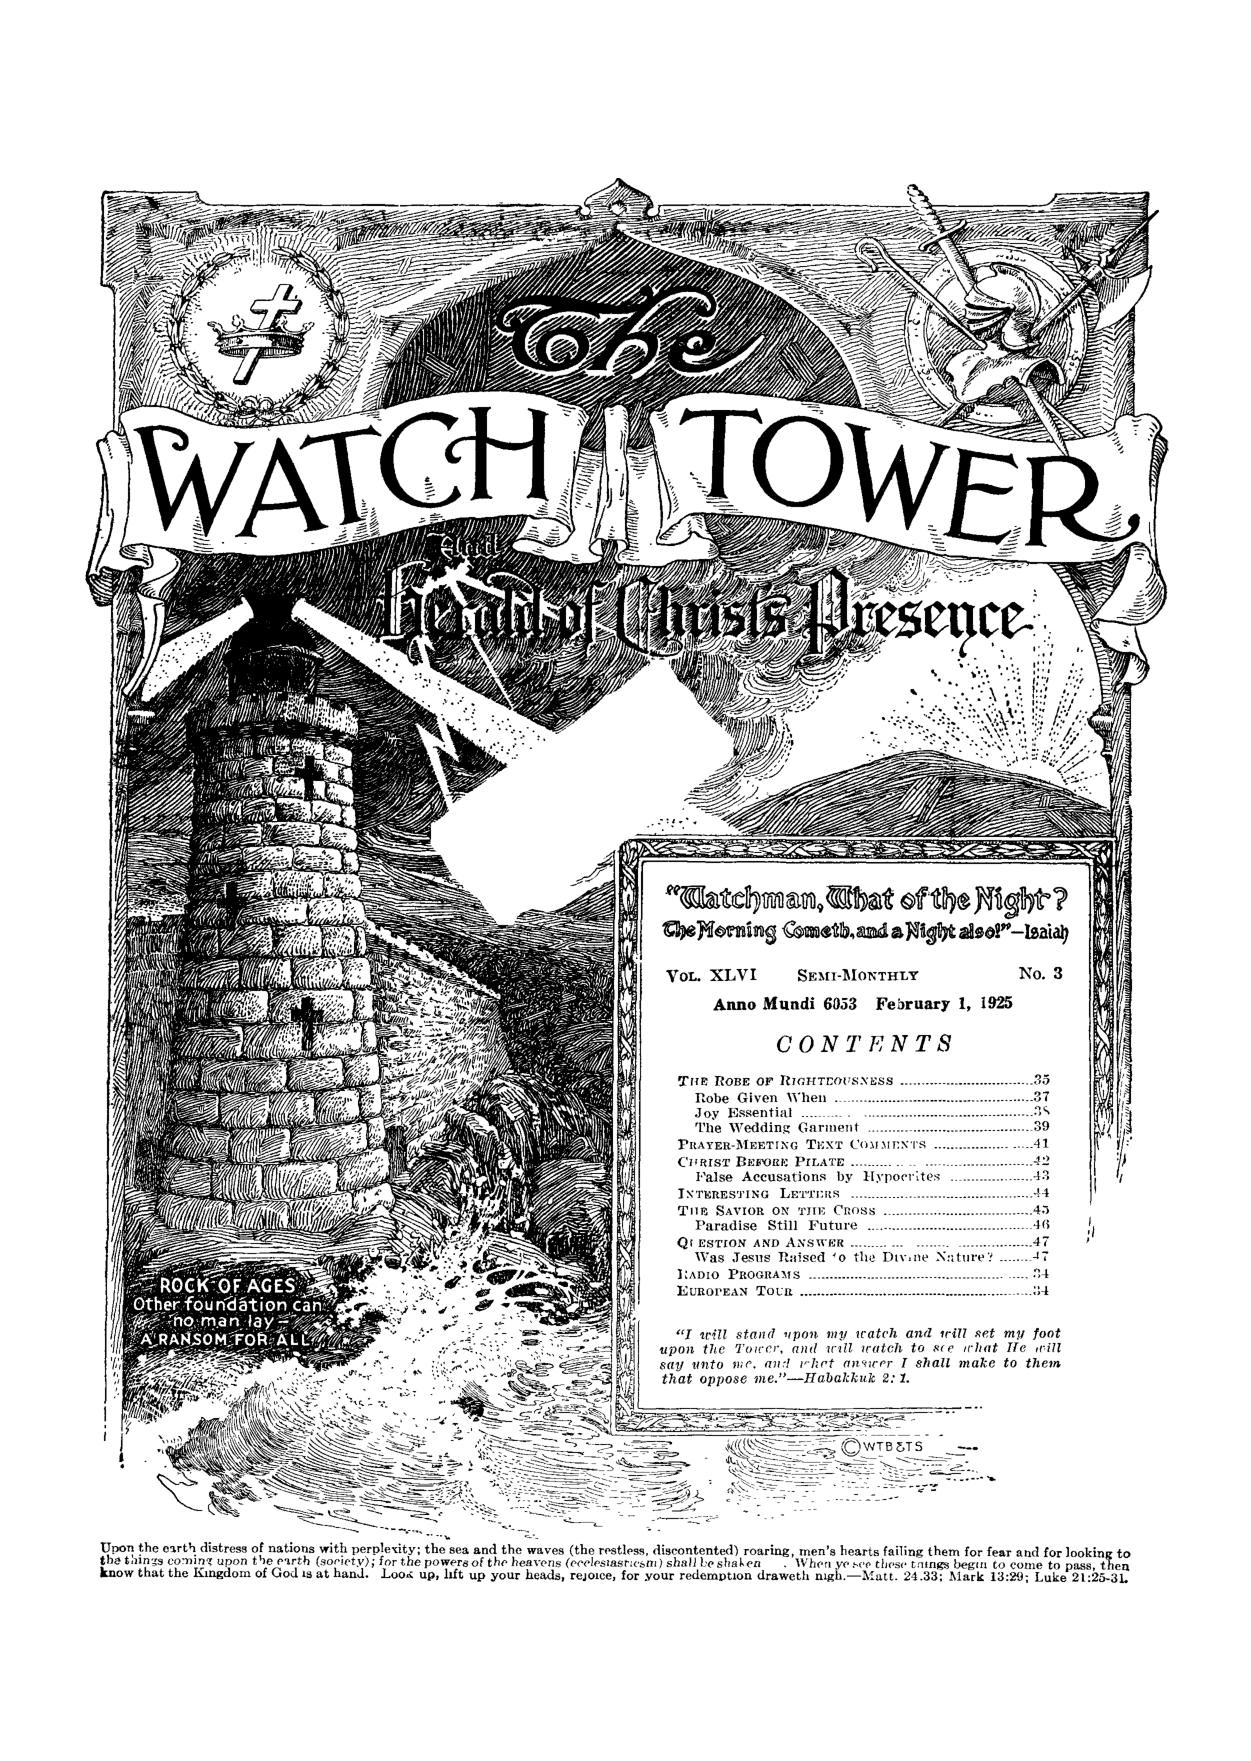 The
WATCH TOWER
And
Herald of Christ's Presence
"Watchman, What of the Night?
The Morning Cometh, and a Night also!"—Isaiah
VOL. XLVI SEMI-MONTHLY No. 3
Anno Mundi 6053 February 1, 1925
CONTENTS
THE ROBE OF RIGHTEOUSNESS 35
Robe Given When 37
Joy Essential 38
The Wedding Garment 39
PRAYER-MEETING TEXT COMMENTS 41
CHRIST BEFORE PILATE 42
False Accusations by Hypocrites 43
INTERESTING LETTERS 44
THE SAVIOR ON THE CROSS 45
Paradise Still Future 46
QUESTION AND ANSWER 47
Was Jesus Raised to the Divine Nature? 47
RADIO PROGRAMS 34
EUROPEAN TOUR 34
"I will stand upon my watch and will set my foot
upon the Tower, and will watch to see what He will
say unto me, and what answer I shall make to them
that oppose me."—Habakkuk 2:1.
ROCK OF AGES
Other foundation can
no man lay—
A RANSOM FOR ALL
©WTB&TS
Upon the earth distress of nations with perplexity; the sea and the waves (the restless, discontented) roaring, men's hearts failing them for fear and for looking to
the things coming upon the earth (society); for the powers of the heavens (ecclesiasticsm) shall be shaken . When ye see these things begin to come to pass, then
know that the Kingdom of God is at hand. Look up, lift up your heads, rejoice, for your redemption draweth nigh.—Matt. 24:33; Mark 13:29; Luke 21:25-31.